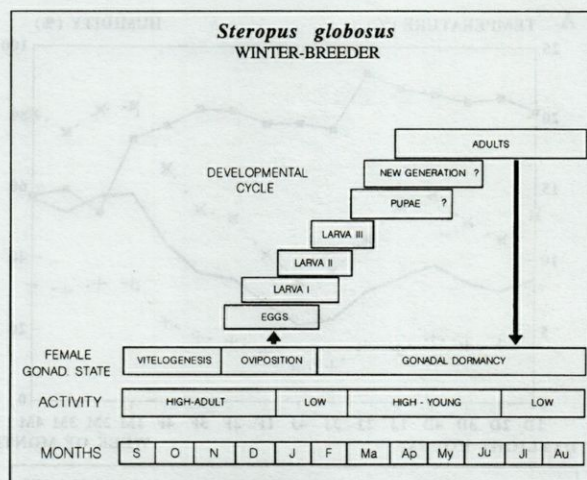 Steropus globosus
WINTER-BREEDER
ADULTS
DEVELOPMENTAL
CYCLE
NEW GENERATION ?
PUPAE ?
LARVA III
LARVA II
LARVA I
EGGS
FEMALE
GONAD. STATE
VITELOGENESIS OVIPOSITION GONADAL DORMANCY
ACTIVITY HIGH-ADULT LOW HIGH - YOUNG LOW
MONTHS S O N D J F Ma A My Ju Jl Au